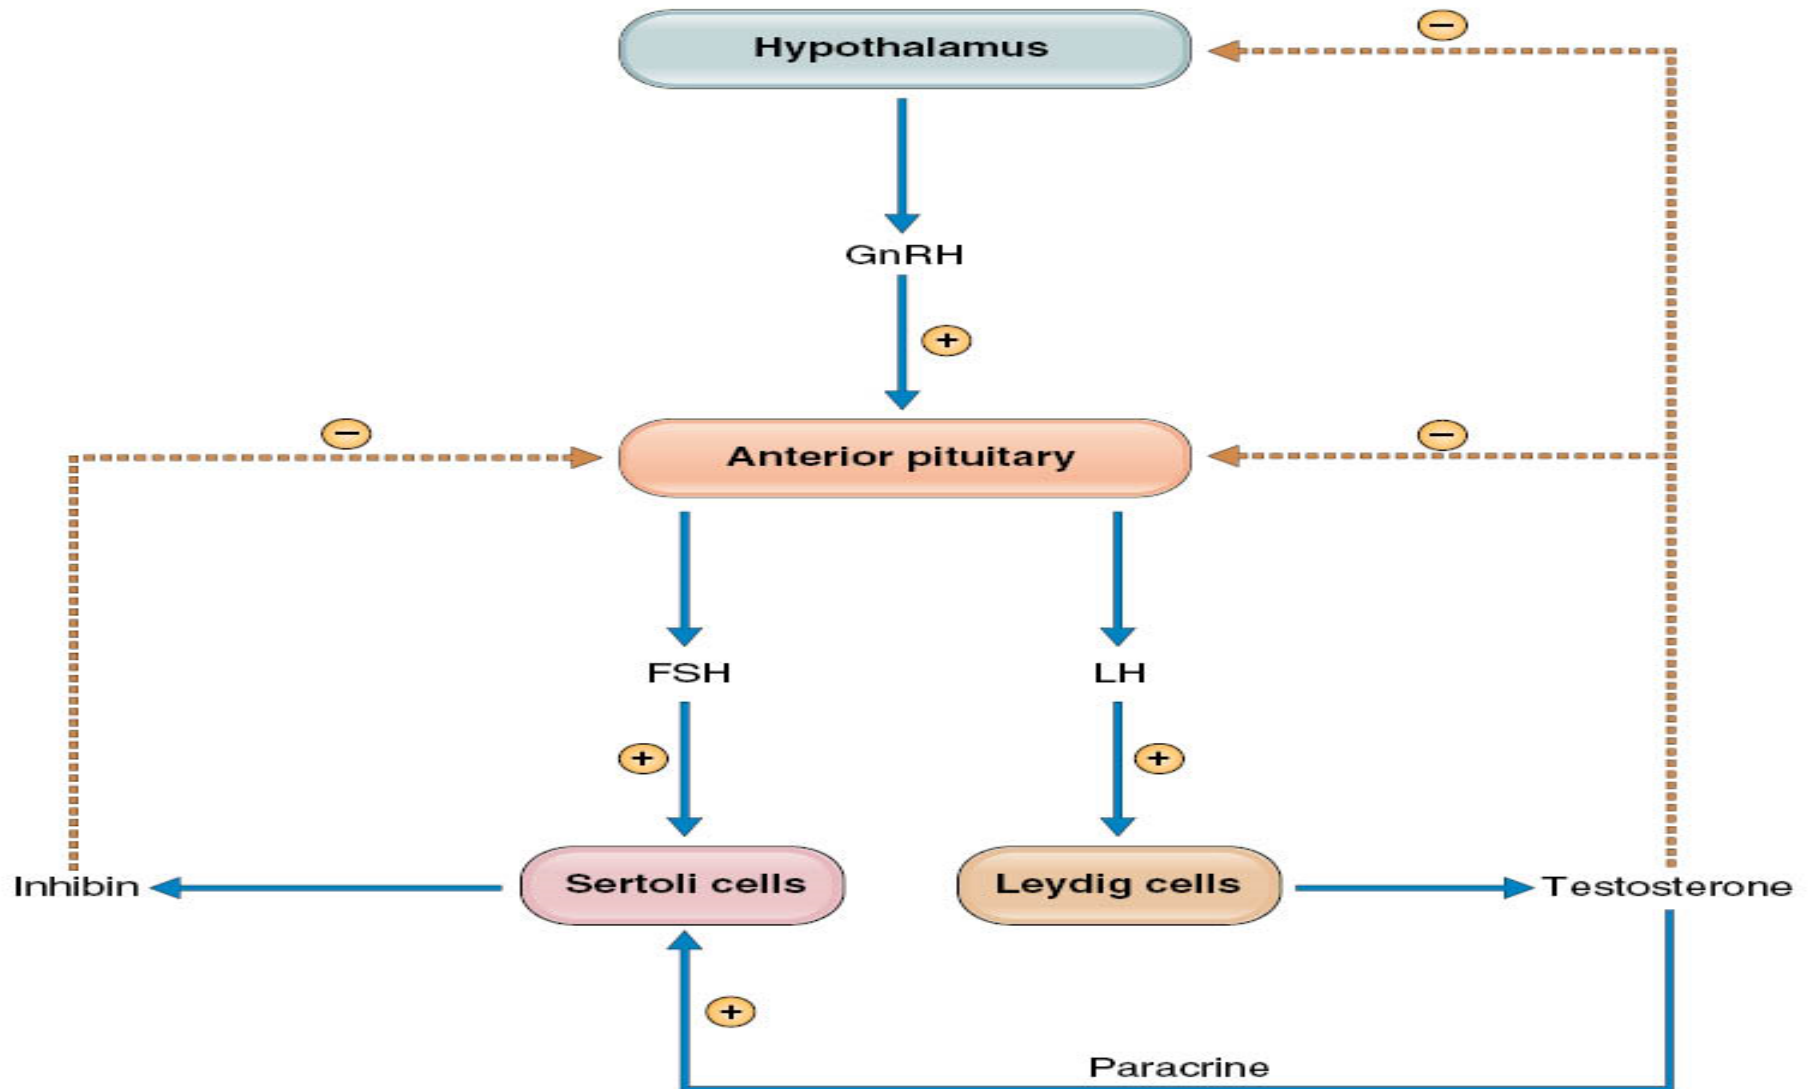 Hypothalamus
−
GnRH
+
−
Anterior pituitary
−
FSH
LH
+
+
Inhibin
Sertoli cells
Leydig cells
Testosterone
+
Paracrine